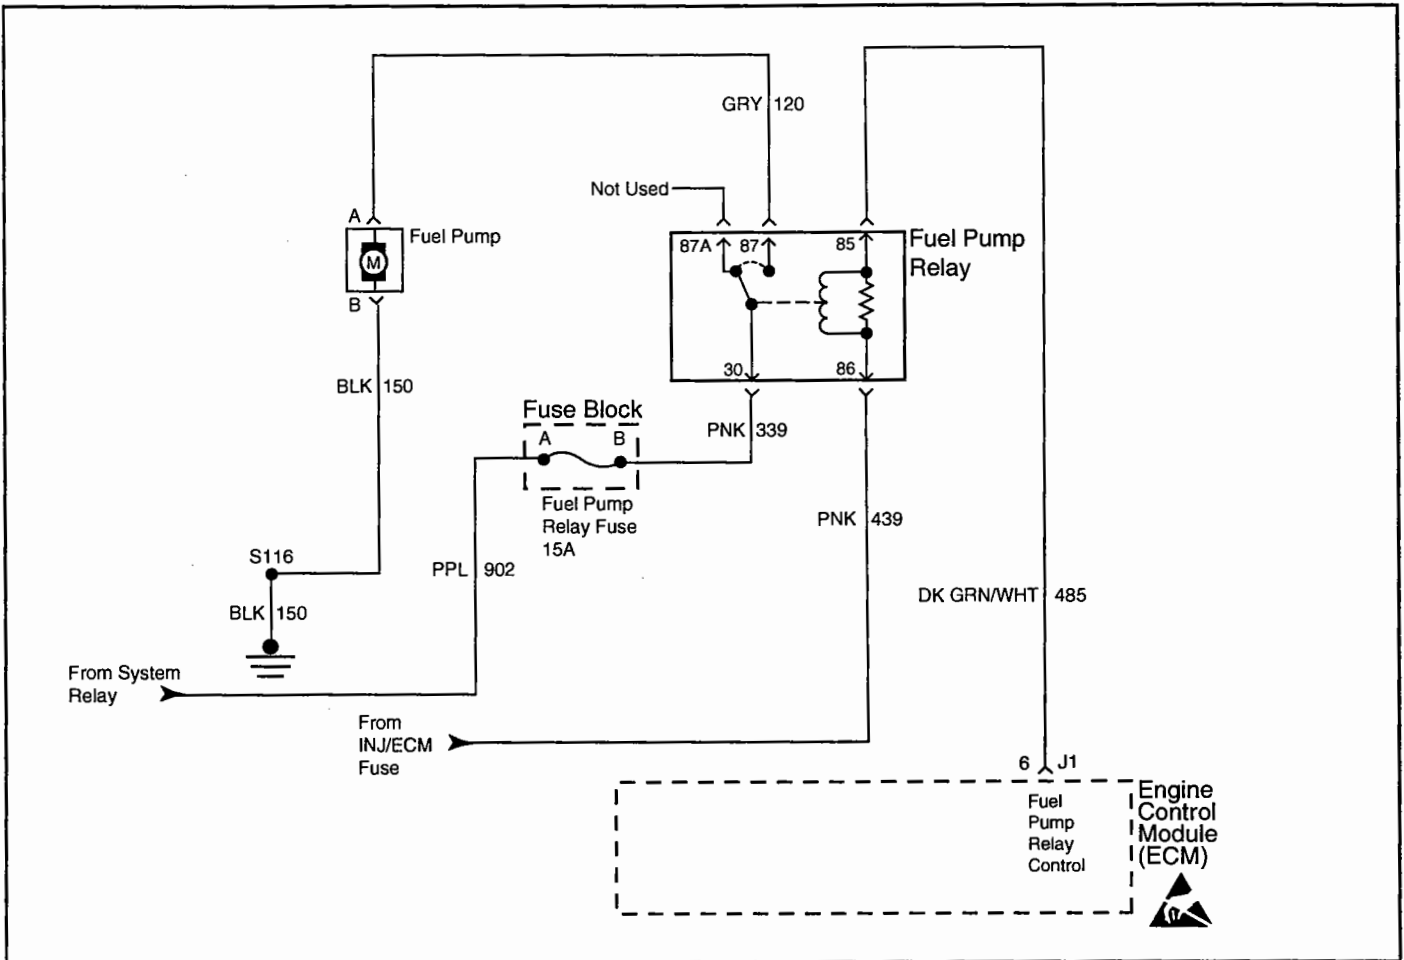 GRY 120
Not Used
A
Fuel Pump
M
B
87A 87 85
Fuel Pump
Relay
30 86
BLK 150
Fuse Block
A B
PNK 339
Fuel Pump
Relay Fuse
15A
PNK 439
S116
PPL 902
BLK 150
DK GRN/WHT 485
From System
Relay
From
INJ/ECM
Fuse
6 J1
Fuel
Pump
Relay
Control
Engine
Control
Module
(ECM)